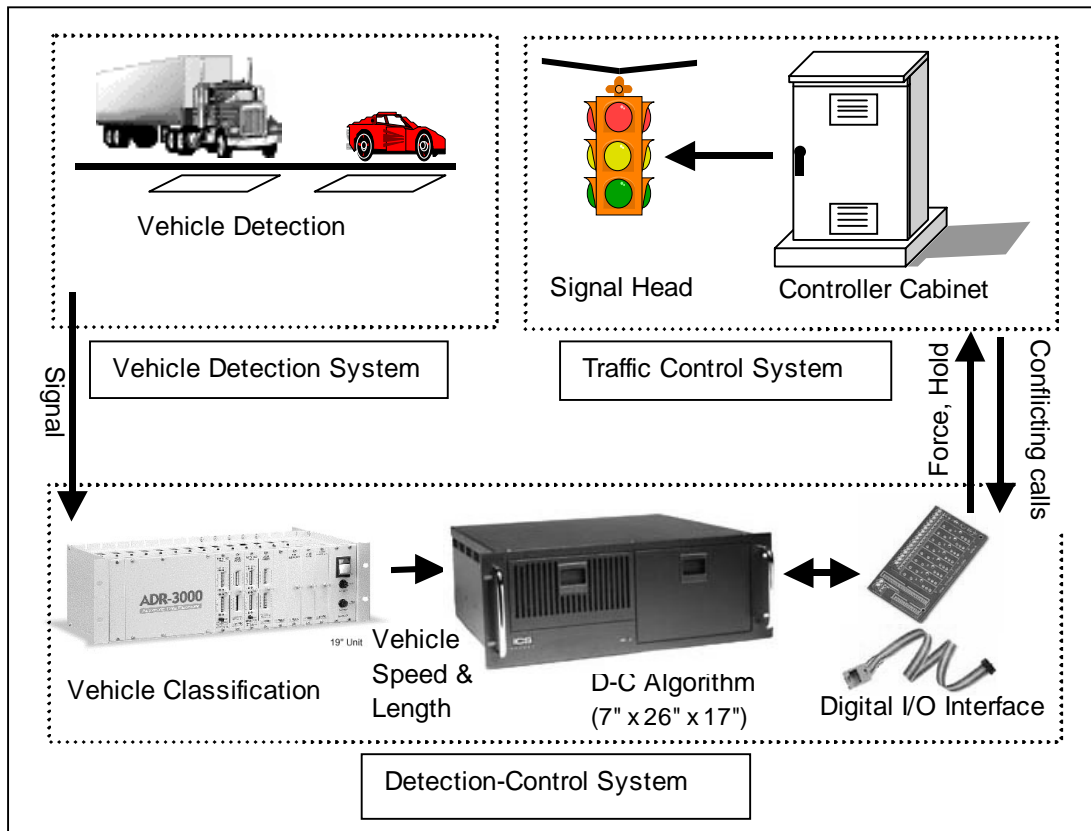 Vehicle Detection
Signal Head
Controller Cabinet
Vehicle Detection System
Traffic Control System
Signal
Force, Hold
Conflicting calls
ADR-3000
19" Unit
ICS
Vehicle Classification
Vehicle
Speed &
Length
D-C Algorithm
(7" x 26" x 17")
Digital I/O Interface
Detection-Control System